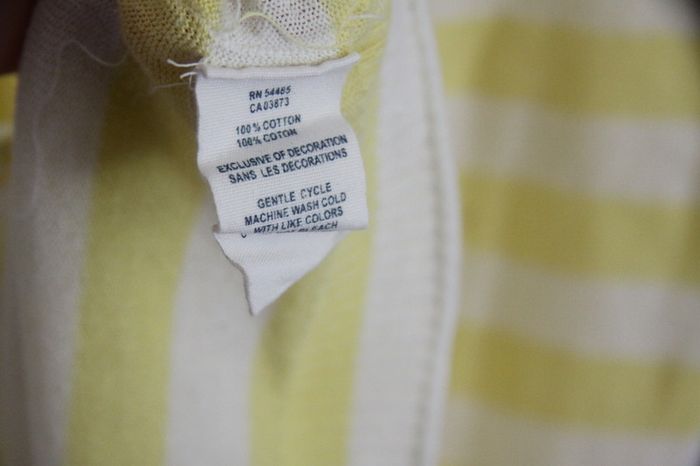 RN 54485
CA03873
100% COTTON
100% COTON
EXCLUSIVE OF DECORATION
SANS LES DECORATIONS
GENTLE CYCLE
MACHINE WASH COLD
WITH LIKE COLORS
BLEACH